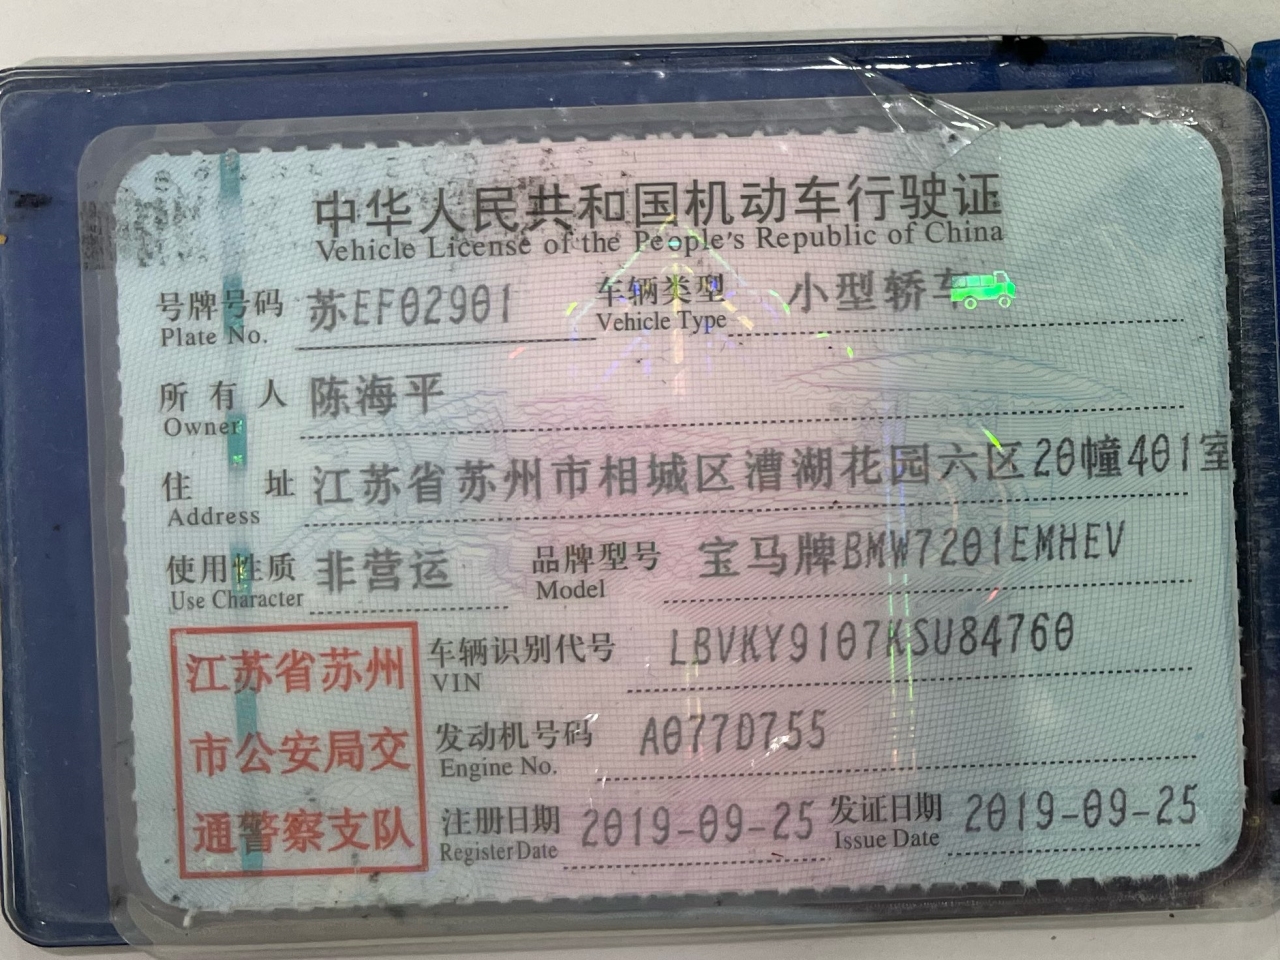 中华人民共和国机动车行驶证
Vehicle License of the People's Republic of China
号牌号码 苏EF02901 车辆类型 小型轿车
Plate No. Vehicle Type
所有人 陈海平
Owner
住址 江苏省苏州市相城区漕湖花园六区20幢401室
Address
使用性质 非营运 品牌型号 宝马牌BMW7201EMHEV
Use Character Model
车辆识别代号 LBVKY9107KSU84760
VIN
发动机号码 A077D755
Engine No.
注册日期 2019-09-25 发证日期 2019-09-25
Register Date Issue Date
江苏省苏州
市公安局交
通警察支队